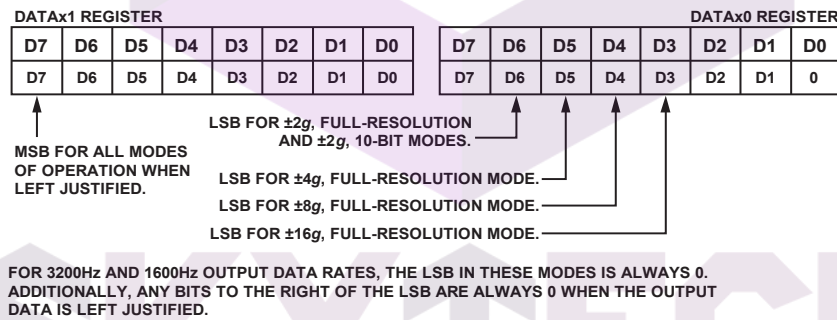 DATAx1 REGISTER
DATAx0 REGISTER
D7 D6 D5 D4 D3 D2 D1 D0
D7 D6 D5 D4 D3 D2 D1 D0
D7 D6 D5 D4 D3 D2 D1 D0
D7 D6 D5 D4 D3 D2 D1 0
MSB FOR ALL MODES
OF OPERATION WHEN
LEFT JUSTIFIED.
LSB FOR ±2g, FULL-RESOLUTION
AND ±2g, 10-BIT MODES.
LSB FOR ±4g, FULL-RESOLUTION MODE.
LSB FOR ±8g, FULL-RESOLUTION MODE.
LSB FOR ±16g, FULL-RESOLUTION MODE.
FOR 3200Hz AND 1600Hz OUTPUT DATA RATES, THE LSB IN THESE MODES IS ALWAYS 0.
ADDITIONALLY, ANY BITS TO THE RIGHT OF THE LSB ARE ALWAYS 0 WHEN THE OUTPUT
DATA IS LEFT JUSTIFIED.